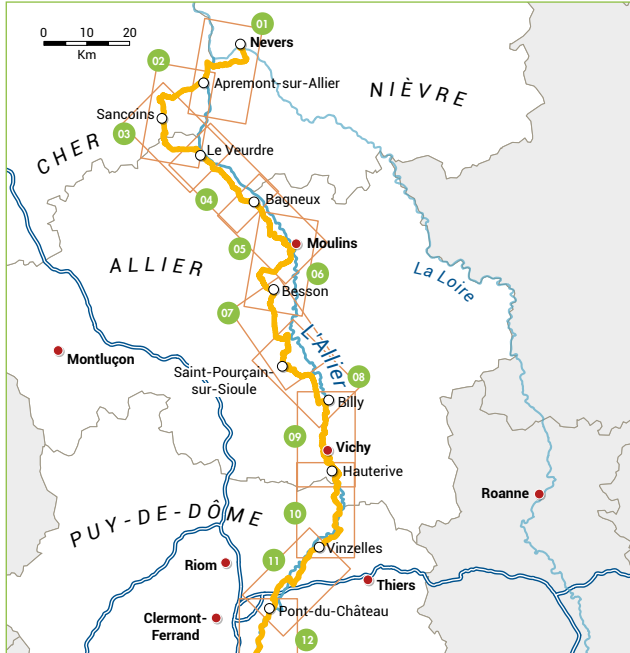 01
0 10 20
Km
Nevers
02
Apremont-sur-Allier
NIÈVRE
Sancoins
03
CHER
Le Veurdre
04
Bagneux
05
Moulins
ALLIER
06
La Loire
Besson
07
L'Allier
Montluçon
Saint-Pourçain-
sur-Sioule
08
Billy
09
Vichy
Hauterive
Roanne
PUY-DE-DÔME
10
Vinzelles
11
Riom
Thiers
Pont-du-Château
Clermont-
Ferrand
12